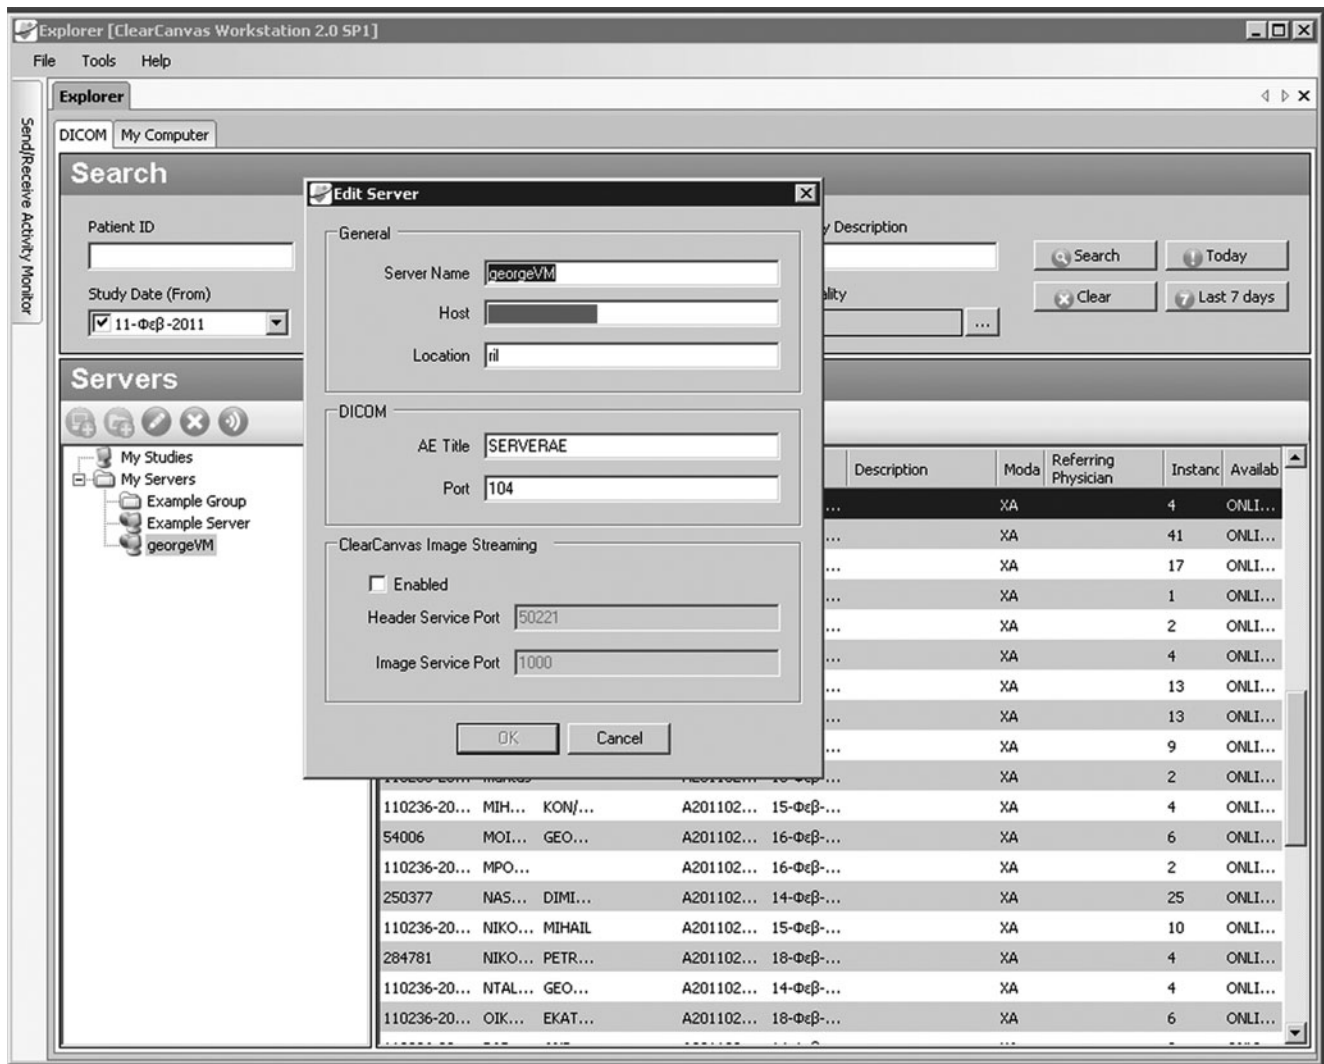 Explorer [ClearCanvas Workstation 2.0 SP1]
File Tools Help
Send/Receive Activity Monitor
Explorer
DICOM My Computer
Search
Patient ID
Study Date (From)
11-Φεβ-2011
y Description
ality
...
Search Today
Clear 7 Last 7 days
Edit Server
General
Server Name georgeVM
Host
Location ril
DICOM
AE Title SERVERAE
Port 104
ClearCanvas Image Streaming
Enabled
Header Service Port 50221
Image Service Port 1000
OK Cancel
Servers
My Studies
My Servers
Example Group
Example Server
georgeVM
Description Moda Referring Physician Instanc Availab
... XA 4 ONLI...
... XA 41 ONLI...
... XA 17 ONLI...
... XA 1 ONLI...
... XA 2 ONLI...
... XA 4 ONLI...
... XA 13 ONLI...
... XA 13 ONLI...
... XA 9 ONLI...
XA 2 ONLI...
110236-20... MIH... KON/... A201102... 15-Φεβ-... XA 4 ONLI...
54006 MOI... GEO... A201102... 16-Φεβ-... XA 6 ONLI...
110236-20... MPO... A201102... 16-Φεβ-... XA 2 ONLI...
250377 NAS... DIMI... A201102... 14-Φεβ-... XA 25 ONLI...
110236-20... NIKO... MIHAIL A201102... 15-Φεβ-... XA 10 ONLI...
284781 NIKO... PETR... A201102... 18-Φεβ-... XA 4 ONLI...
110236-20... NTAL... GEO... A201102... 14-Φεβ-... XA 4 ONLI...
110236-20... OIK... EKAT... A201102... 18-Φεβ-... XA 6 ONLI...